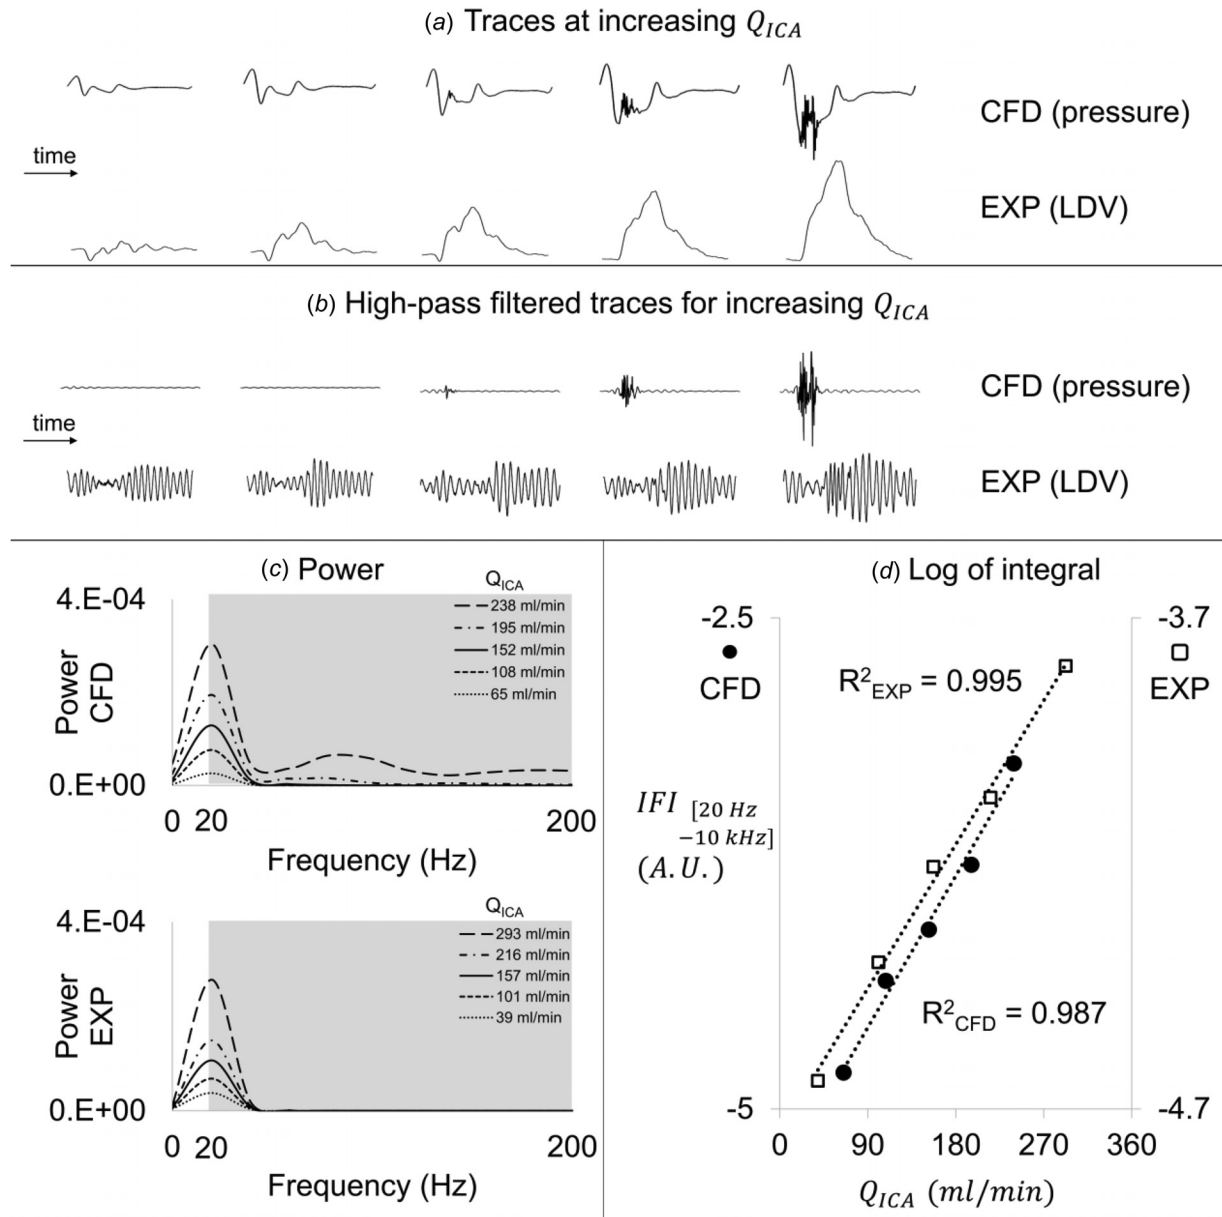 (a) Traces at increasing Q_ICA
CFD (pressure)
time
EXP (LDV)
(b) High-pass filtered traces for increasing Q_ICA
CFD (pressure)
time
EXP (LDV)
(c) Power
Q_ICA
4.E-04
238 ml/min
195 ml/min
152 ml/min
108 ml/min
65 ml/min
Power
CFD
0.E+00
0 20 200
Frequency (Hz)
Q_ICA
4.E-04
293 ml/min
216 ml/min
157 ml/min
101 ml/min
39 ml/min
Power
EXP
0.E+00
0 20 200
Frequency (Hz)
(d) Log of integral
-2.5 -3.7
CFD EXP
R²_EXP = 0.995
IFI [20 Hz
-10 kHz]
(A.U.)
R²_CFD = 0.987
-5 -4.7
0 90 180 270 360
Q_ICA (ml/min)